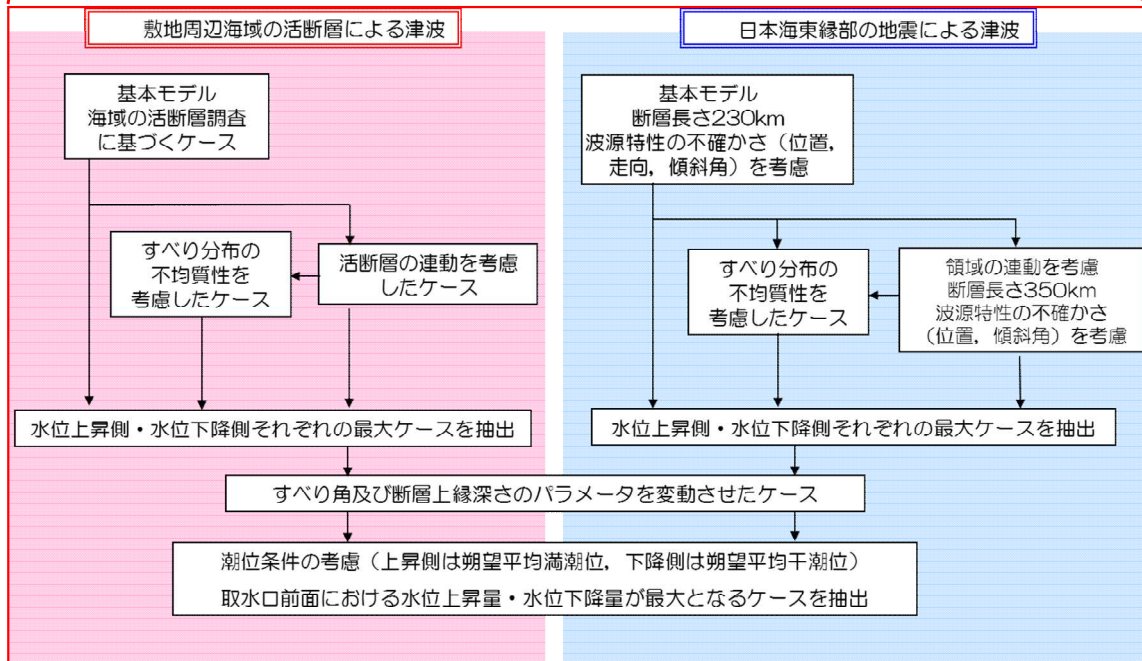 敷地周辺海域の活断層による津波
基本モデル
海域の活断層調査
に基づくケース
すべり分布の
不均質性を
考慮したケース
活断層の連動を考慮
したケース
水位上昇側・水位下降側それぞれの最大ケースを抽出
日本海東縁部の地震による津波
基本モデル
断層長さ230km
波源特性の不確かさ（位置，
走向，傾斜角）を考慮
すべり分布の
不均質性を
考慮したケース
領域の連動を考慮
断層長さ350km
波源特性の不確かさ
（位置，傾斜角）を考慮
水位上昇側・水位下降側それぞれの最大ケースを抽出
すべり角及び断層上縁深さのパラメータを変動させたケース
潮位条件の考慮（上昇側は朔望平均満潮位，下降側は朔望平均干潮位）
取水口前面における水位上昇量・水位下降量が最大となるケースを抽出